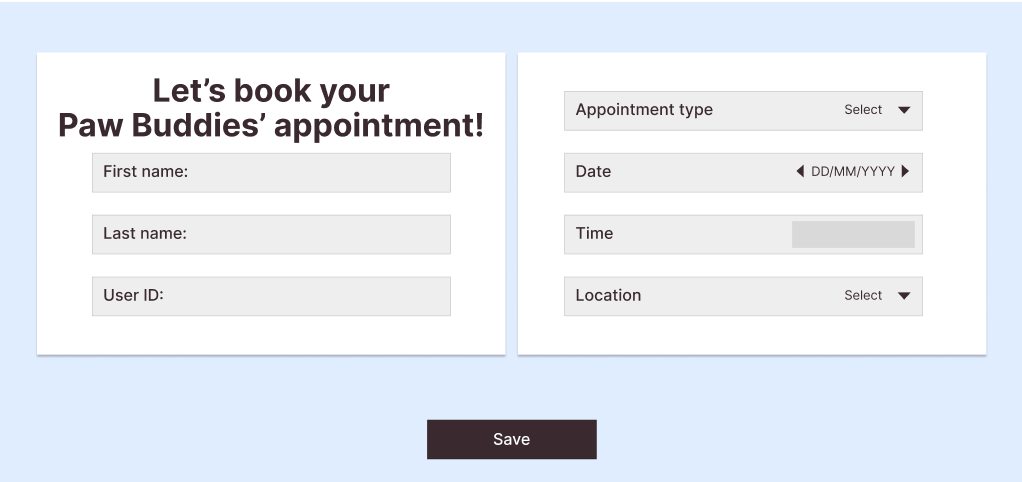 Let’s book your
Paw Buddies’ appointment!
First name:
Last name:
User ID:
Appointment type Select
Date DD/MM/YYYY
Time
Location Select
Save